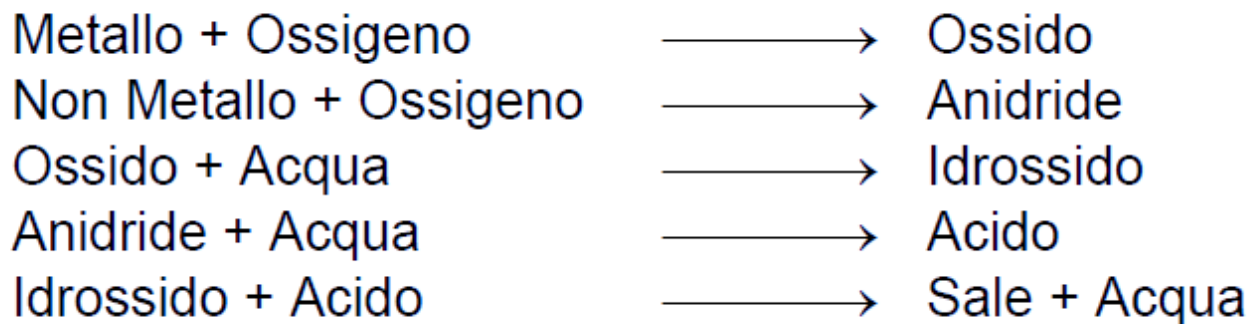 Metallo + Ossigeno ⟶ Ossido
Non Metallo + Ossigeno ⟶ Anidride
Ossido + Acqua ⟶ Idrossido
Anidride + Acqua ⟶ Acido
Idrossido + Acido ⟶ Sale + Acqua